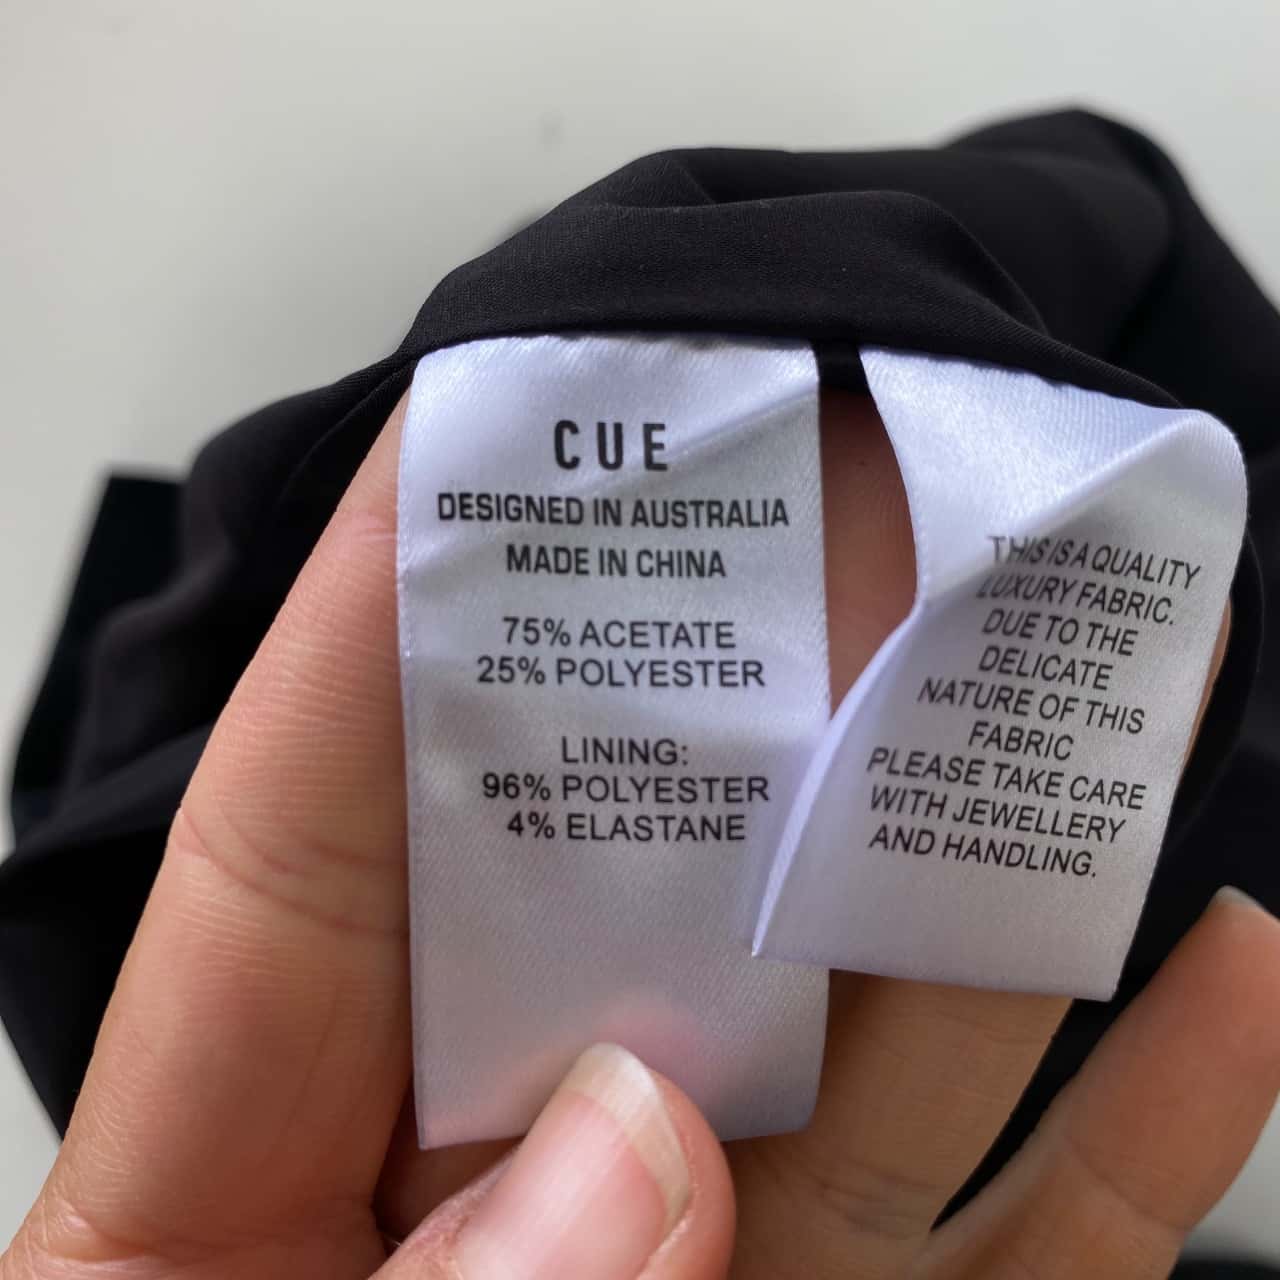 CUE
DESIGNED IN AUSTRALIA
MADE IN CHINA
75% ACETATE
25% POLYESTER
LINING:
96% POLYESTER
4% ELASTANE
THIS IS A QUALITY
LUXURY FABRIC.
DUE TO THE
DELICATE
NATURE OF THIS
FABRIC
PLEASE TAKE CARE
WITH JEWELLERY
AND HANDLING.